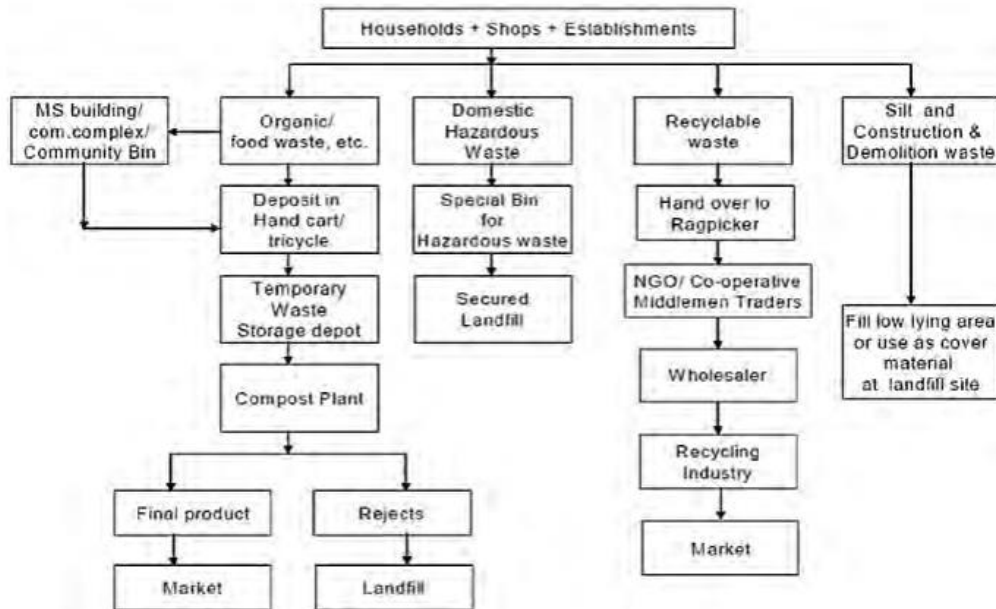 Households + Shops + Establishments
MS building/
com.complex/
Community Bin
Organic/
food waste, etc.
Domestic
Hazardous
Waste
Recyclable
waste
Silt and
Construction &
Demolition waste
Deposit in
Hand cart/
tricycle
Special Bin
for
Hazardous waste
Hand over to
Ragpicker
Temporary
Waste
Storage depot
Secured
Landfill
NGO/ Co-operative
Middlemen Traders
Fill low lying area
or use as cover
material
at landfill site
Compost Plant
Wholesaler
Recycling
Industry
Final product
Rejects
Market
Market
Landfill